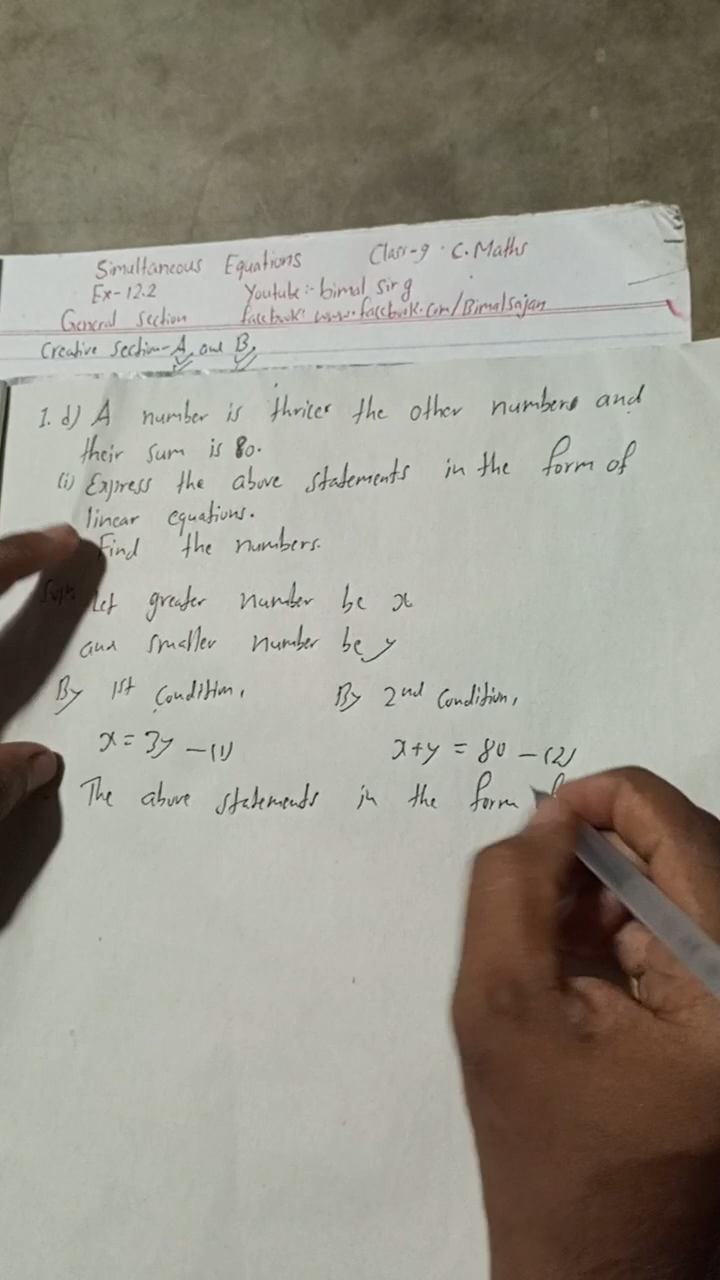 Simultaneous Equations Class-9 C. Maths
Ex-12.2 Youtube:- bimal sir g
General section facebook: www.facebook.com/Bimalsajan
Creative section-A and B.
1. d) A number is thrices the other numbers and
their sum is 80.
(i) Express the above statements in the form of
linear equations.
Find the numbers.
Let greater number be x
and smaller number be y
By 1st Condition, By 2nd Condition,
x = 3y - (1) x+y = 80 - (2)
The above statements in the form